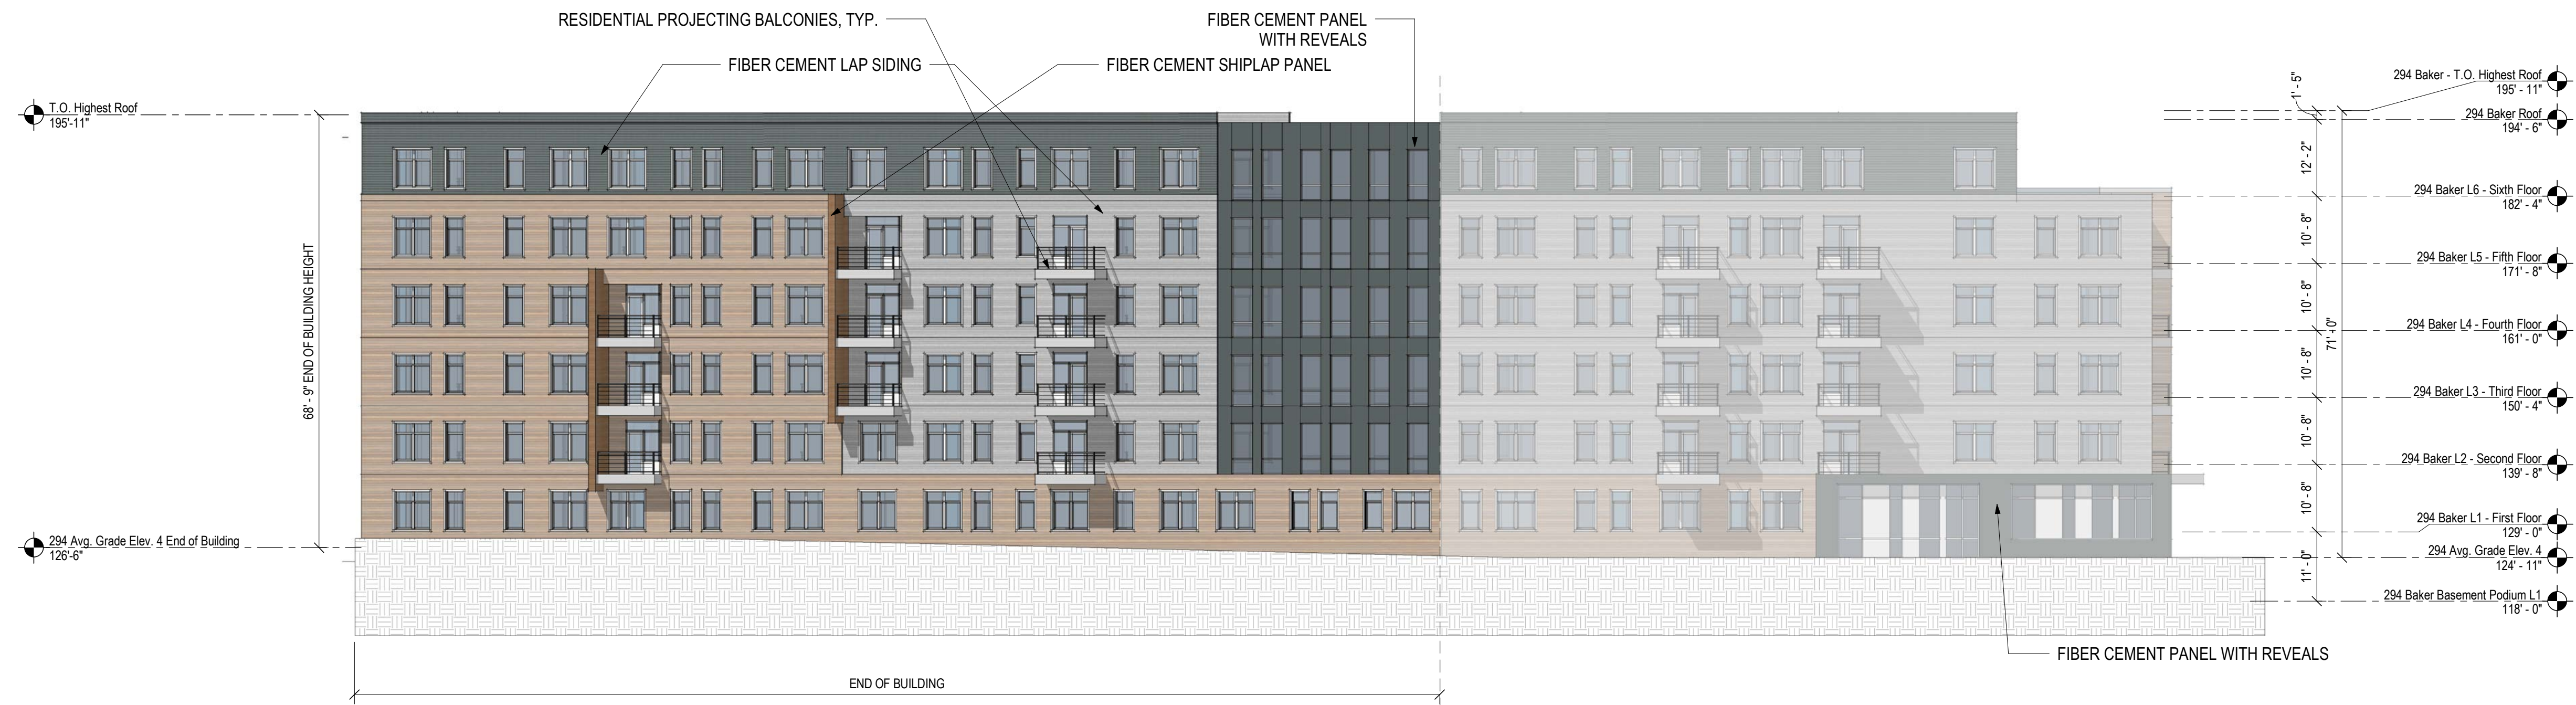 RESIDENTIAL PROJECTING BALCONIES, TYP.
FIBER CEMENT PANEL
WITH REVEALS
FIBER CEMENT LAP SIDING
FIBER CEMENT SHIPLAP PANEL
T.O. Highest Roof
195'-11"
68' - 9" END OF BUILDING HEIGHT
294 Avg. Grade Elev. 4 End of Building
126'-6"
END OF BUILDING
FIBER CEMENT PANEL WITH REVEALS
1' - 5"
12' - 2"
10' - 8"
10' - 8"
10' - 8"
10' - 8"
10' - 8"
11' - 0"
71' - 0"
294 Baker - T.O. Highest Roof
195' - 11"
294 Baker Roof
194' - 6"
294 Baker L6 - Sixth Floor
182' - 4"
294 Baker L5 - Fifth Floor
171' - 8"
294 Baker L4 - Fourth Floor
161' - 0"
294 Baker L3 - Third Floor
150' - 4"
294 Baker L2 - Second Floor
139' - 8"
294 Baker L1 - First Floor
129' - 0"
294 Avg. Grade Elev. 4
124' - 11"
294 Baker Basement Podium L1
118' - 0"